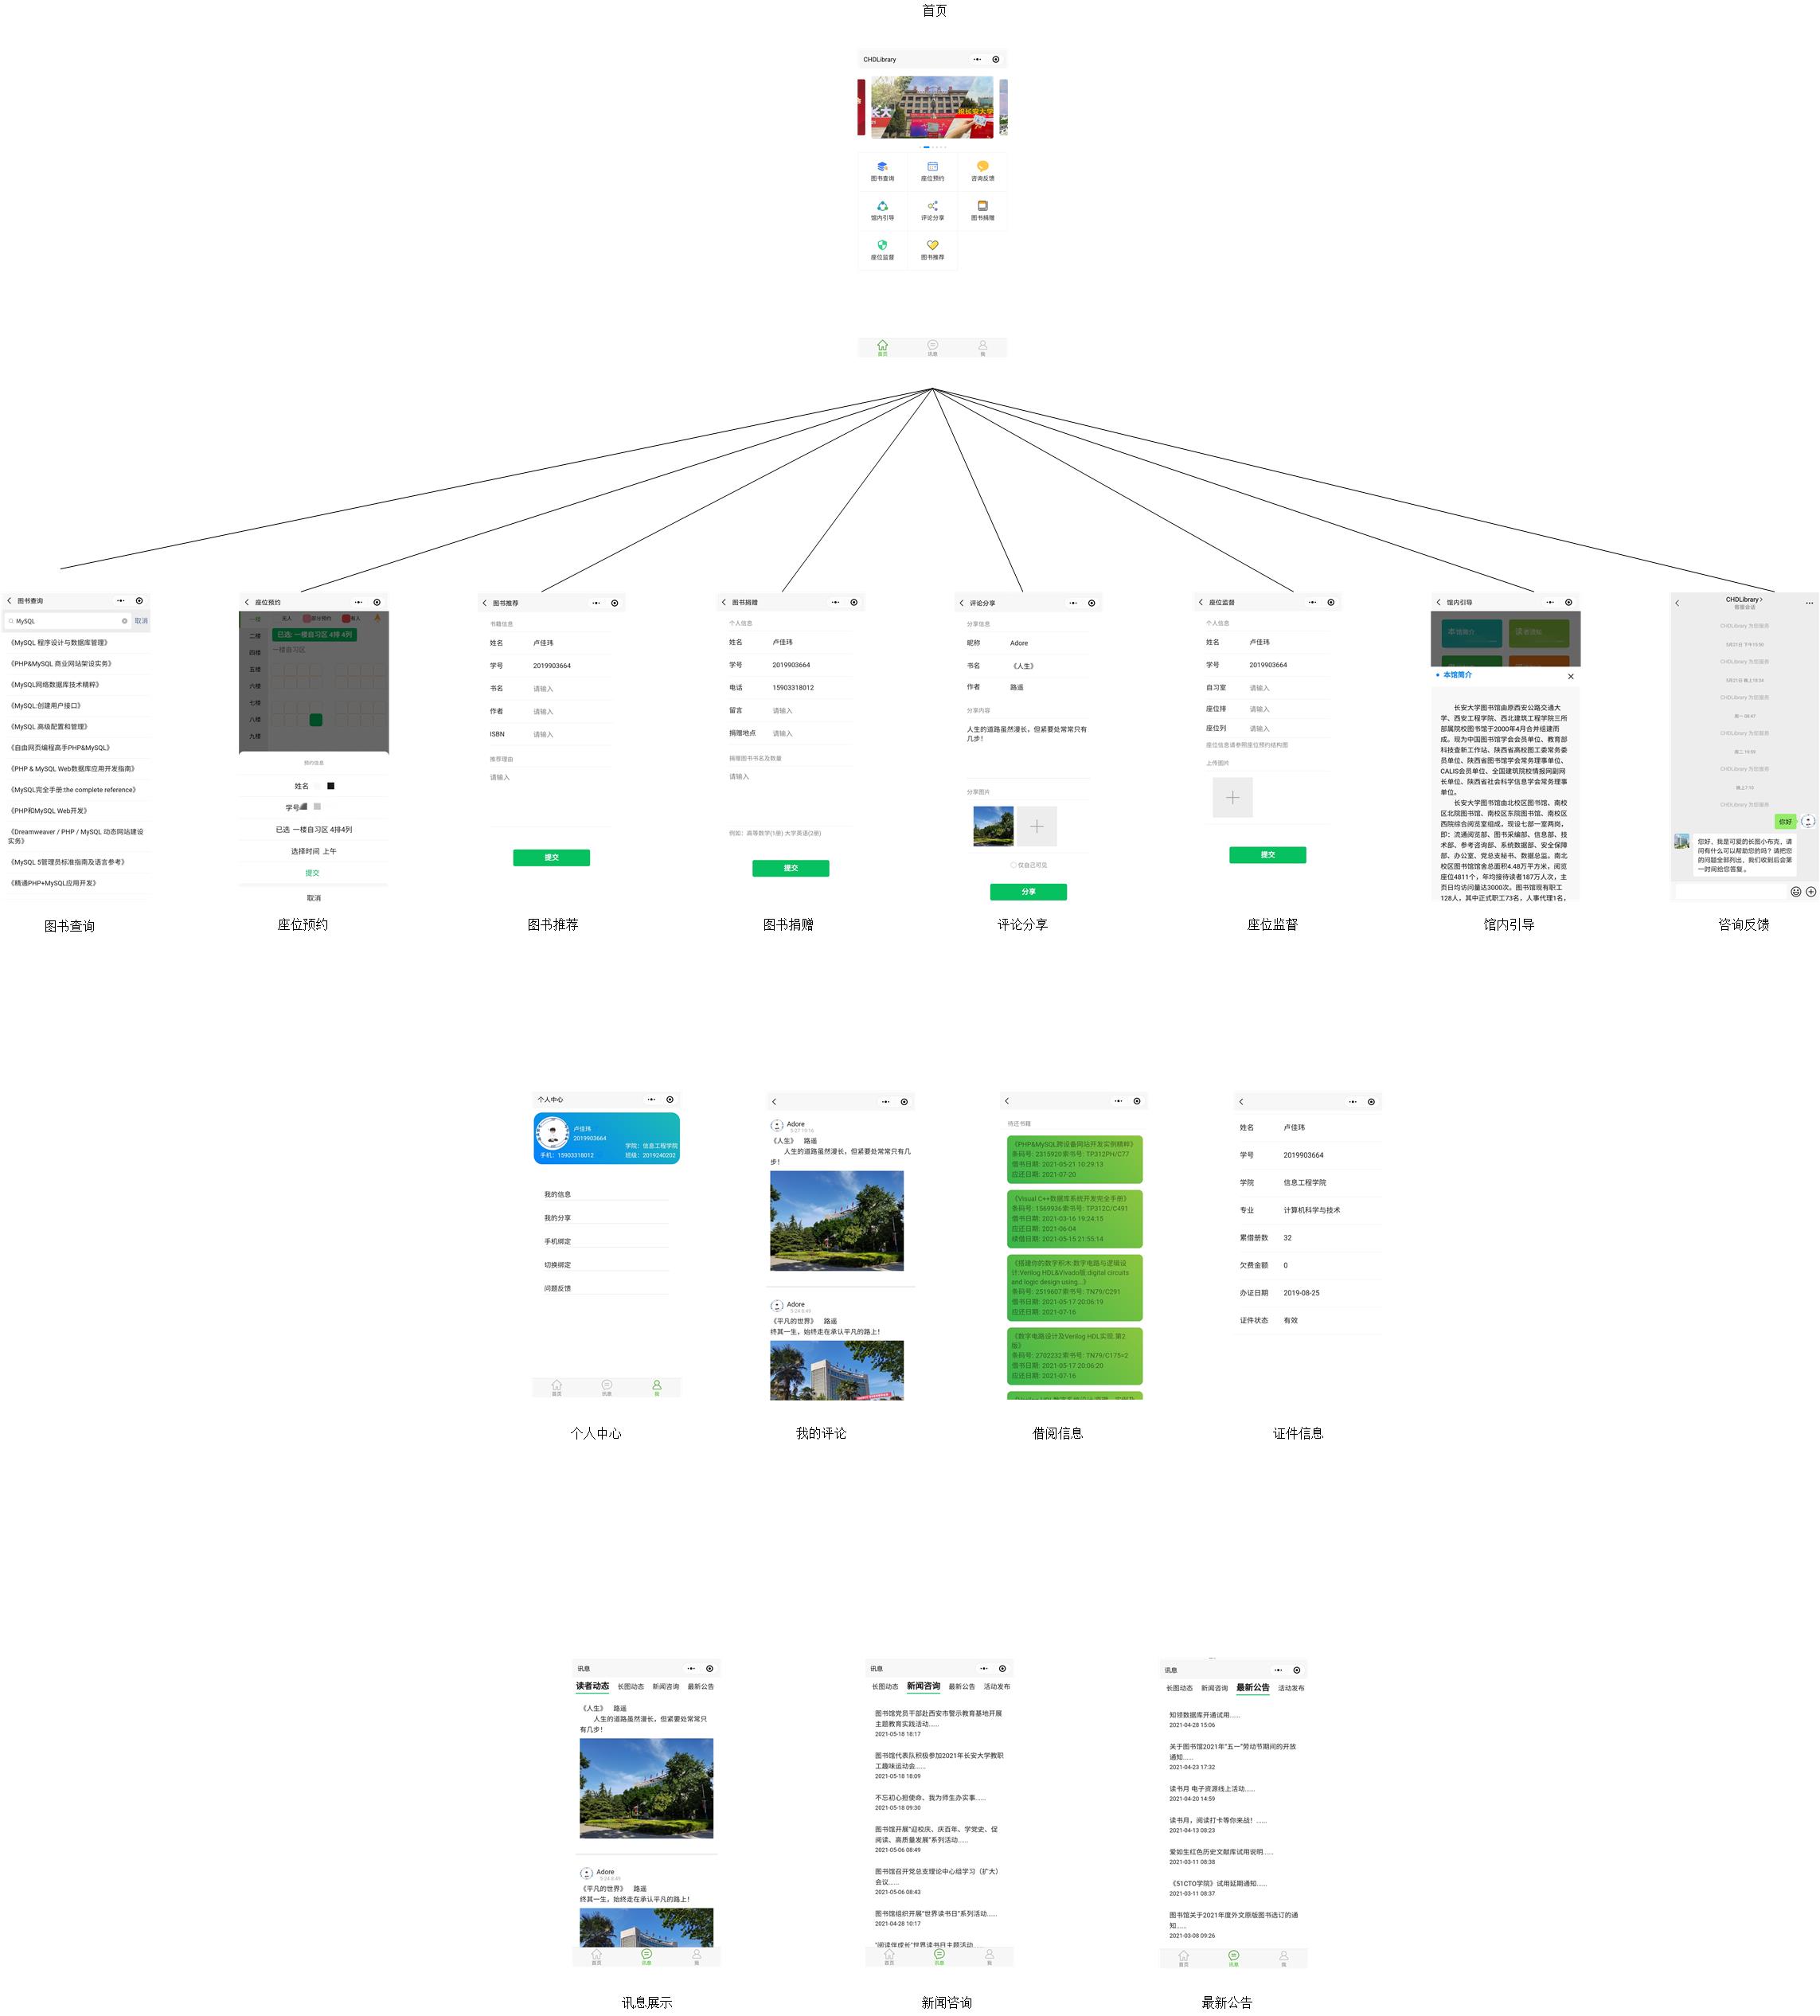 首页
CHDLibrary
图书查询
座位预约
咨询反馈
馆内引导
评论分享
图书捐赠
座位监督
图书推荐
首页
讯息
我
图书查询
MySQL
取消
《MySQL 程序设计与数据库管理》
《PHP&MySQL 商业网站架设实务》
《MySQL网络数据库技术精粹》
《MySQL:创建用户接口》
《MySQL 高级配置和管理》
《自由网页编程高手PHP&MySQL》
《PHP & MySQL Web数据库应用开发指南》
《MySQL完全手册:the complete reference》
《PHP和MySQL Web开发》
《Dreamweaver / PHP / MySQL 动态网站建设
实务》
《MySQL 5管理员标准指南及语言参考》
《精通PHP+MySQL应用开发》
图书查询
座位预约
无人
部分预约
有人
二楼
四楼
五楼
六楼
七楼
八楼
九楼
已选: 一楼自习区 4排 4列
一楼自习区
预约信息
姓名
学号
已选 一楼自习区 4排4列
选择时间 上午
提交
取消
座位预约
图书推荐
书籍信息
姓名 卢佳玮
学号 2019903664
书名 请输入
作者 请输入
ISBN 请输入
推荐理由
请输入
提交
图书推荐
图书捐赠
个人信息
姓名 卢佳玮
学号 2019903664
电话 15903318012
留言 请输入
捐赠地点 请输入
捐赠图书书名及数量
请输入
例如：高等数学(1册) 大学英语(2册)
提交
图书捐赠
评论分享
分享信息
昵称 Adore
书名 《人生》
作者 路遥
分享内容
人生的道路虽然漫长，但紧要处常常只有
几步！
分享图片
仅自己可见
分享
评论分享
座位监督
个人信息
姓名 卢佳玮
学号 2019903664
自习室 请输入
座位排 请输入
座位列 请输入
座位信息请参照座位预约结构图
上传图片
提交
座位监督
馆内引导
本馆简介
本馆简介
长安大学图书馆由原西安公路交通大
学、西安工程学院、西北建筑工程学院三所
部属院校图书馆于2000年4月合并组建而
成。现为中国图书馆学会会员单位、教育部
科技查新工作站、陕西省高校图工委常务委
员单位、陕西省图书馆学会常务理事单位、
CALIS会员单位、全国建筑院校情报网副网
长单位、陕西省社会科学信息学会常务理事
单位。
长安大学图书馆由北校区图书馆、南校
区北院图书馆、南校区东院图书馆、南校区
西院综合阅览室组成，现设七部一室两岗，
即：流通阅览部、图书采编部、信息部、技
术部、参考咨询部、系统数据部、安全保障
部、办公室、党总支秘书、数据总监。南北
校区图书馆馆舍总面积4.48万平方米，阅览
座位4811个，年均接待读者187万人次，主
页日均访问量达3000次。图书馆现有职工
128人，其中正式职工73名，人事代理1名，
馆内引导
CHDLibrary
客服会话
CHDLibrary 为您服务
CHDLibrary 为您服务
CHDLibrary 为您服务
CHDLibrary 为您服务
CHDLibrary 为您服务
晚上7:10
CHDLibrary 为您服务
你好
您好，我是可爱的长图小布克，请
问有什么可以帮助您的吗？请把您
的问题全部列出，我们收到后会第
一时间给您答复。
咨询反馈
个人中心
卢佳玮
2019903664
学院：信息工程学院
手机：15903318012
班级：2019240202
我的信息
我的分享
手机绑定
切换绑定
问题反馈
首页
讯息
我
个人中心
Adore
《人生》 路遥
人生的道路虽然漫长，但紧要处常常只有几
步！
Adore
9-24 8:49
《平凡的世界》 路遥
终其一生，始终走在承认平凡的路上！
我的评论
待还书籍
《PHP&MySQL跨设备网站开发实例精粹》
条码号: 2315920 索书号: TP312PH/C77
借书日期: 2021-05-21 10:29:13
应还日期: 2021-07-20
《Visual C++数据库系统开发完全手册》
条码号: 1569936 索书号: TP312C/C491
借书日期: 2021-03-16 19:24:15
应还日期: 2021-06-04
续借日期: 2021-05-15 21:55:14
《搭建你的数字积木:数字电路与逻辑设
计:Verilog HDL&Vivado版:digital circuits
and logic design using...》
条码号: 2519607 索书号: TN79/C291
借书日期: 2021-05-17 20:06:19
应还日期: 2021-07-16
《数字电路设计及Verilog HDL实现.第2
版》
条码号: 2702232 索书号: TN79/C175=2
借书日期: 2021-05-17 20:06:20
应还日期: 2021-07-16
借阅信息
姓名 卢佳玮
学号 2019903664
学院 信息工程学院
专业 计算机科学与技术
累借册数 32
欠费金额 0
办证日期 2019-08-25
证件状态 有效
证件信息
讯息
读者动态 长图动态 新闻咨询 最新公告
《人生》 路遥
人生的道路虽然漫长，但紧要处常常只
有几步！
Adore
9-24 8:49
《平凡的世界》 路遥
终其一生，始终走在承认平凡的路上！
首页
讯息
我
讯息展示
讯息
长图动态 新闻咨询 最新公告 活动发布
图书馆党员干部赴西安市警示教育基地开展
主题教育实践活动......
2021-05-18 18:17
图书馆代表队积极参加2021年长安大学教职
工趣味运动会......
2021-05-18 18:09
不忘初心担使命、我为师生办实事......
2021-05-18 09:30
图书馆开展“迎校庆、庆百年、学党史、促
阅读、高质量发展”系列活动......
2021-05-06 08:49
图书馆召开党总支理论中心组学习（扩大）
会议......
2021-05-06 08:43
图书馆组织开展“世界读书日”系列活动......
2021-04-28 10:17
“阅读伴成长”世界读书日主题活动......
首页
讯息
我
新闻咨询
讯息
长图动态 新闻咨询 最新公告 活动发布
知领数据库开通试用......
2021-04-28 15:06
关于图书馆2021年“五一”劳动节期间的开放
通知......
2021-04-23 17:32
读书月 电子资源线上活动......
2021-04-20 14:59
读书月，阅读打卡等你来战！......
2021-04-13 08:23
爱如生红色历史文献库试用说明......
2021-03-11 08:38
《51CTO学院》试用延期通知......
2021-03-11 08:37
图书馆关于2021年度外文原版图书选订的通
知......
2021-03-08 09:26
首页
讯息
我
最新公告